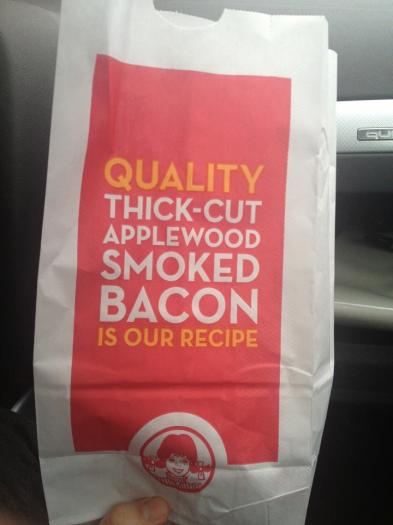 QUALITY
THICK-CUT
APPLEWOOD
SMOKED
BACON
IS OUR RECIPE